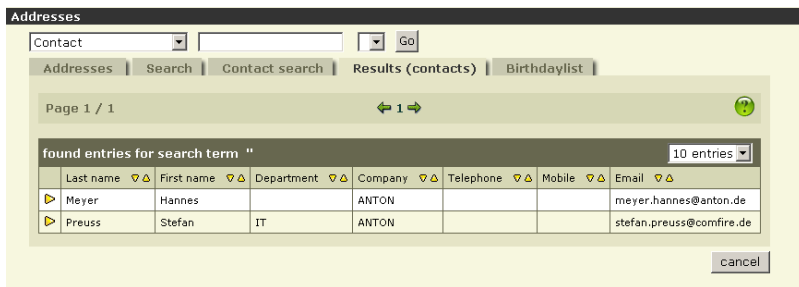 Addresses
Contact Go
Addresses Search Contact search Results (contacts) Birthdaylist
Page 1 / 1 1 ?
found entries for search term '' 10 entries
Last name First name Department Company Telephone Mobile Email
Meyer Hannes ANTON meyer.hannes@anton.de
Preuss Stefan IT ANTON stefan.preuss@comfire.de
cancel